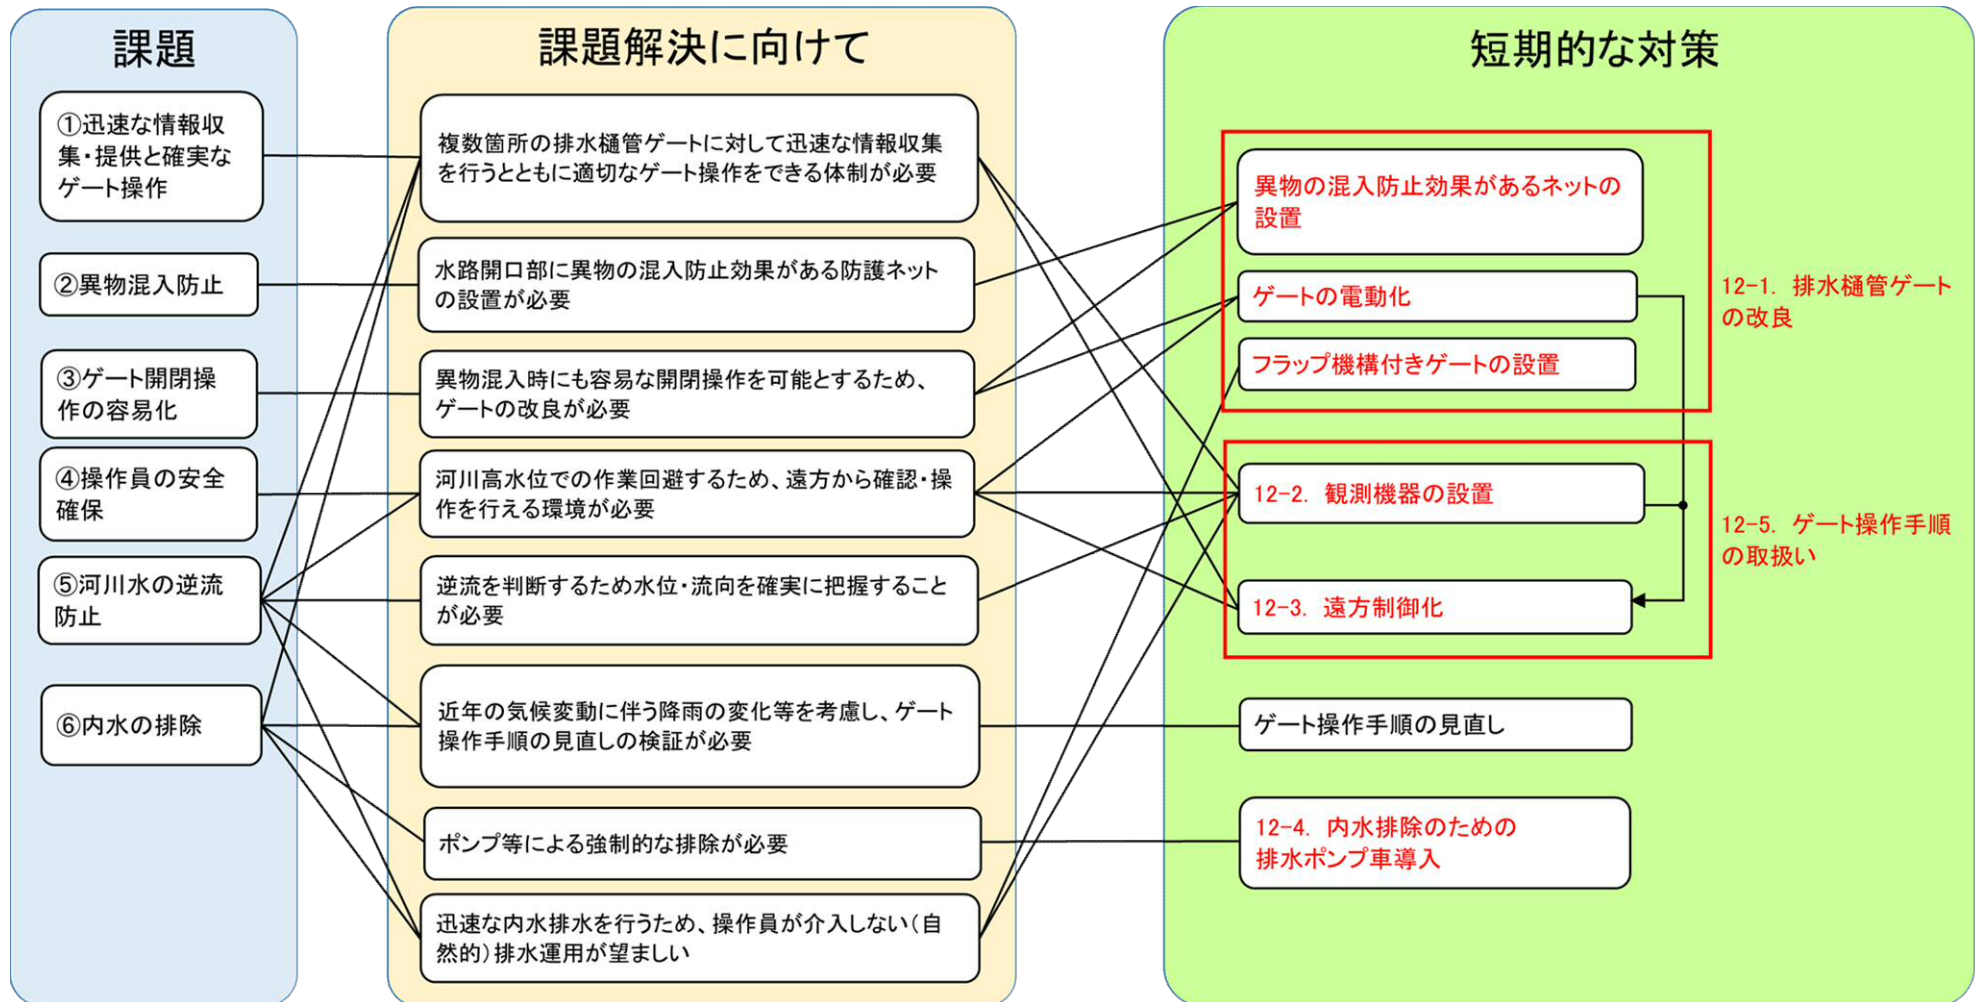 課題
①迅速な情報収
集・提供と確実な
ゲート操作
②異物混入防止
③ゲート開閉操
作の容易化
④操作員の安全
確保
⑤河川水の逆流
防止
⑥内水の排除
課題解決に向けて
複数箇所の排水樋管ゲートに対して迅速な情報収集
を行うとともに適切なゲート操作をできる体制が必要
水路開口部に異物の混入防止効果がある防護ネット
の設置が必要
異物混入時にも容易な開閉操作を可能とするため、
ゲートの改良が必要
河川高水位での作業回避するため、遠方から確認・操
作を行える環境が必要
逆流を判断するため水位・流向を確実に把握すること
が必要
近年の気候変動に伴う降雨の変化等を考慮し、ゲート
操作手順の見直しの検証が必要
ポンプ等による強制的な排除が必要
迅速な内水排水を行うため、操作員が介入しない（自
然的）排水運用が望ましい
短期的な対策
異物の混入防止効果があるネットの
設置
ゲートの電動化
フラップ機構付きゲートの設置
12-1. 排水樋管ゲート
の改良
12-2. 観測機器の設置
12-3. 遠方制御化
12-5. ゲート操作手順
の取扱い
ゲート操作手順の見直し
12-4. 内水排除のための
排水ポンプ車導入